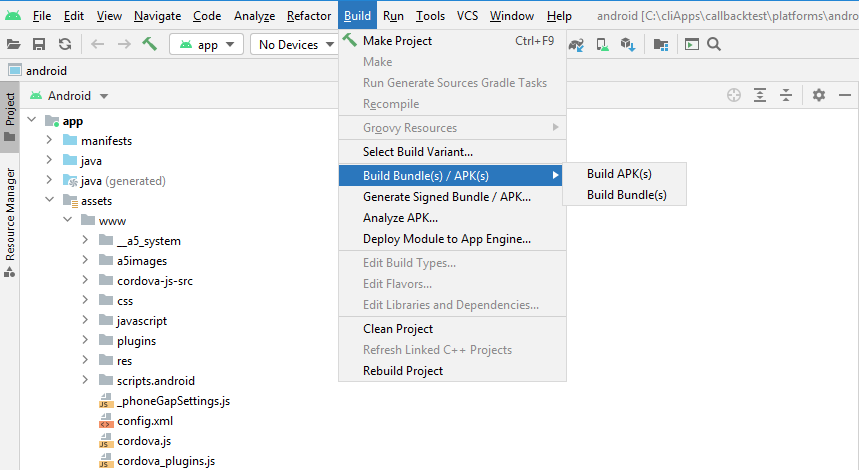 File Edit View Navigate Code Analyze Refactor Build Run Tools VCS Window Help android [C:\cliApps\callbacktest\platforms\andro
app No Devices
android
Project
Resource Manager
Android
app
manifests
java
java (generated)
assets
www
__a5_system
a5images
cordova-js-src
css
javascript
plugins
res
scripts.android
_phoneGapSettings.js
config.xml
cordova.js
cordova_plugins.js
Make Project Ctrl+F9
Make
Run Generate Sources Gradle Tasks
Recompile
Groovy Resources
Select Build Variant...
Build Bundle(s) / APK(s)
Generate Signed Bundle / APK...
Analyze APK...
Deploy Module to App Engine...
Edit Build Types...
Edit Flavors...
Edit Libraries and Dependencies...
Clean Project
Refresh Linked C++ Projects
Rebuild Project
Build APK(s)
Build Bundle(s)